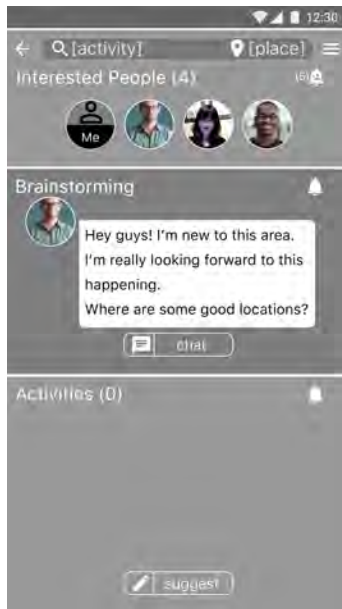 12:30
[activity] [place]
Interested People (4) (5)
Me
Brainstorming
Hey guys! I'm new to this area.
I'm really looking forward to this
happening.
Where are some good locations?
chat
Activities (0)
suggest